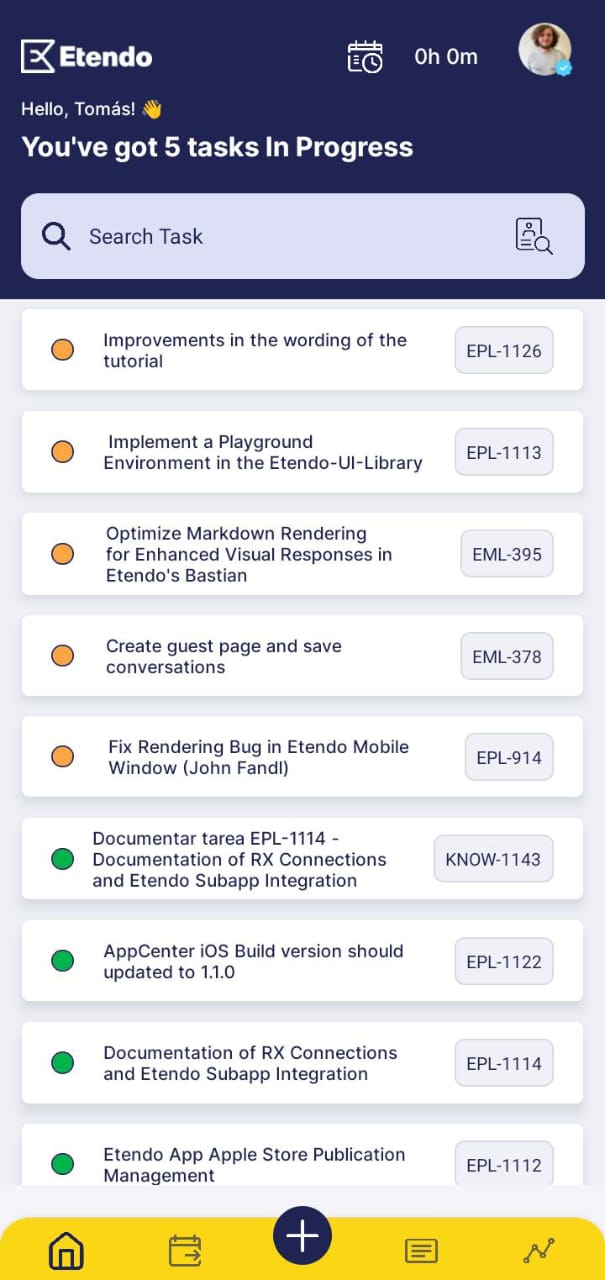 Etendo
0h 0m
Hello, Tomás! 👋
You've got 5 tasks In Progress
Search Task
Improvements in the wording of the
tutorial
EPL-1126
Implement a Playground
Environment in the Etendo-UI-Library
EPL-1113
Optimize Markdown Rendering
for Enhanced Visual Responses in
Etendo's Bastian
EML-395
Create guest page and save
conversations
EML-378
Fix Rendering Bug in Etendo Mobile
Window (John Fandl)
EPL-914
Documentar tarea EPL-1114 -
Documentation of RX Connections
and Etendo Subapp Integration
KNOW-1143
AppCenter iOS Build version should
updated to 1.1.0
EPL-1122
Documentation of RX Connections
and Etendo Subapp Integration
EPL-1114
Etendo App Apple Store Publication
Management
EPL-1112